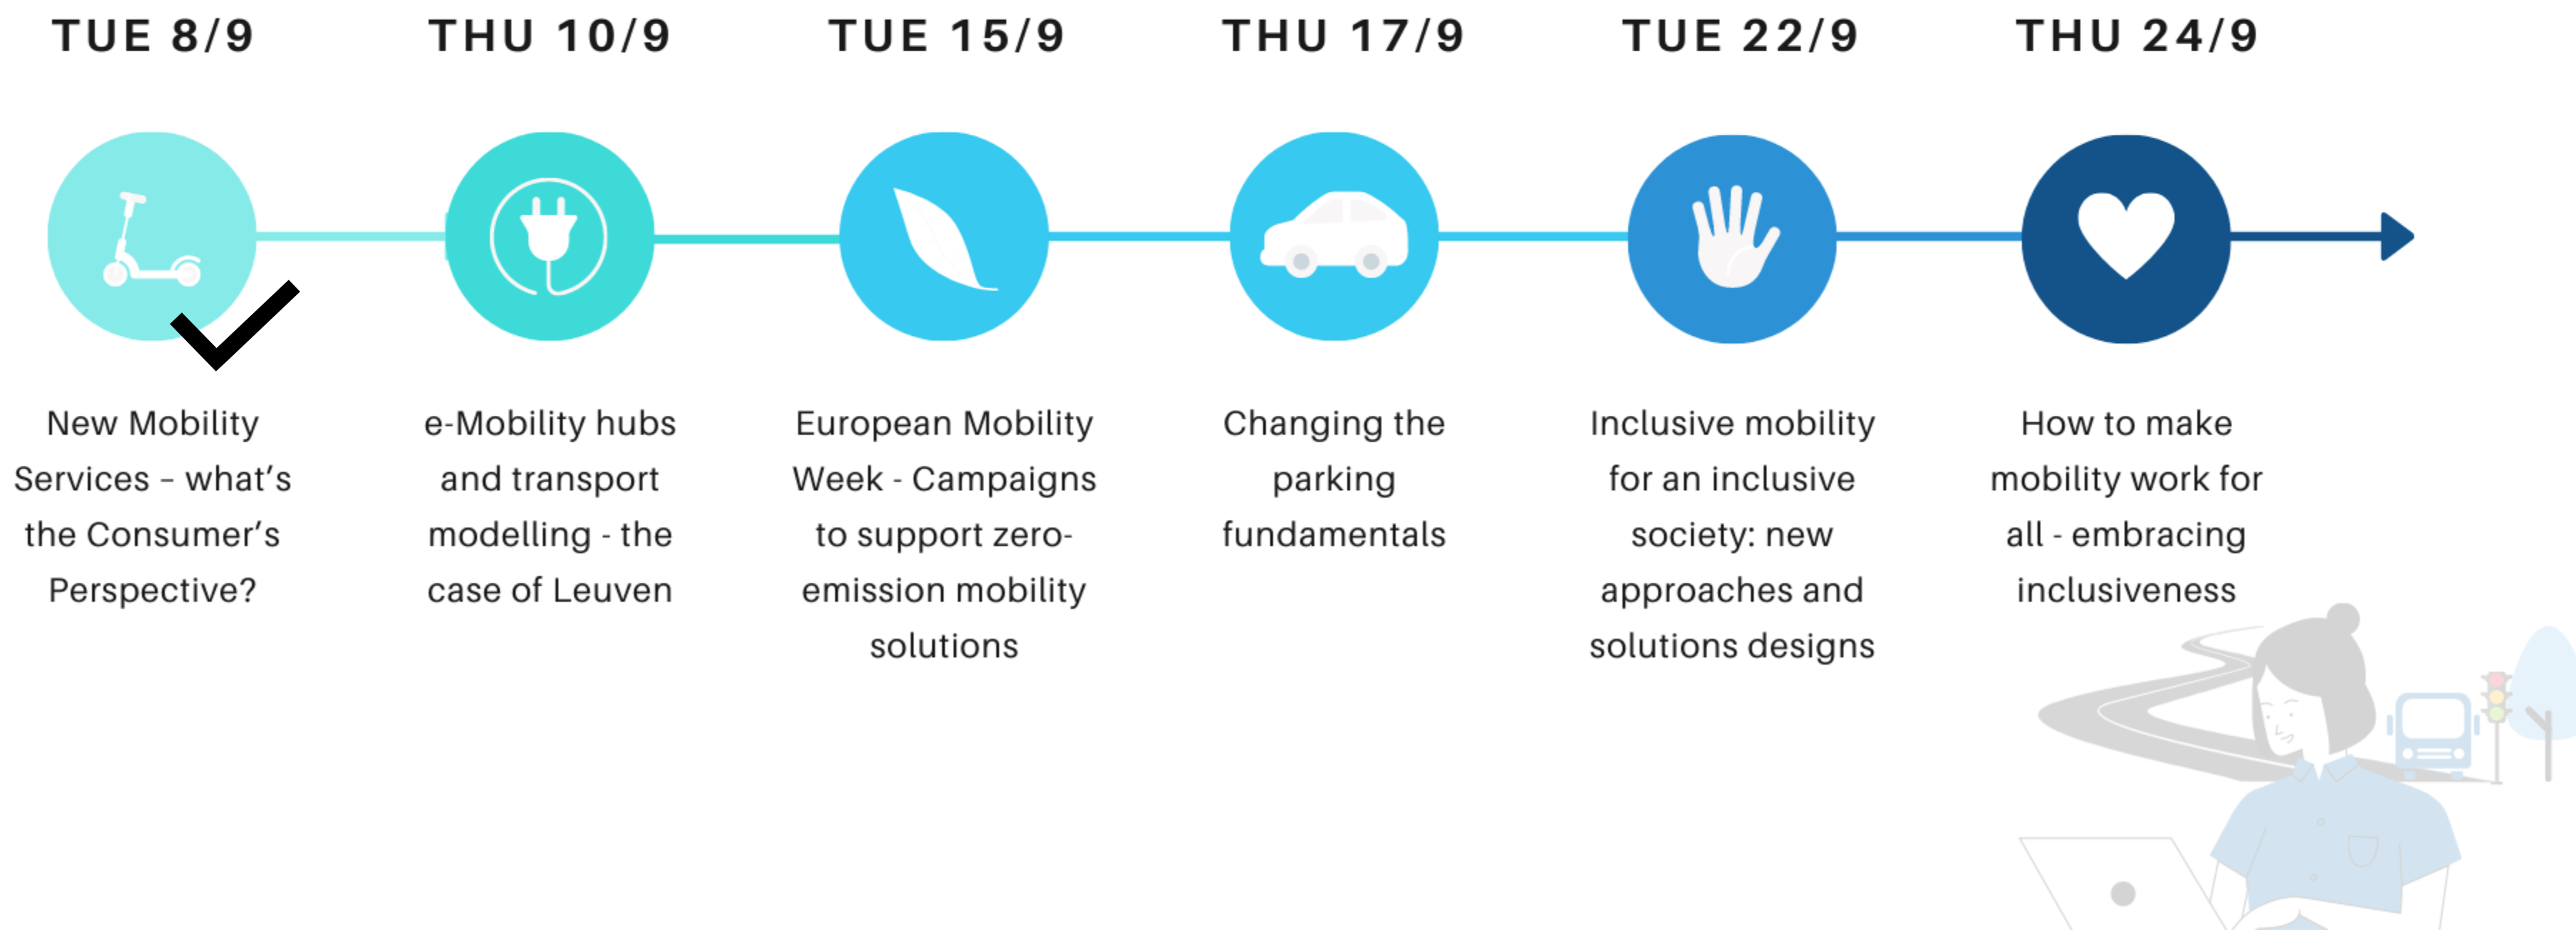 TUE 8/9
THU 10/9
TUE 15/9
THU 17/9
TUE 22/9
THU 24/9
New Mobility
Services – what’s
the Consumer’s
Perspective?
e-Mobility hubs
and transport
modelling - the
case of Leuven
European Mobility
Week - Campaigns
to support zero-
emission mobility
solutions
Changing the
parking
fundamentals
Inclusive mobility
for an inclusive
society: new
approaches and
solutions designs
How to make
mobility work for
all - embracing
inclusiveness